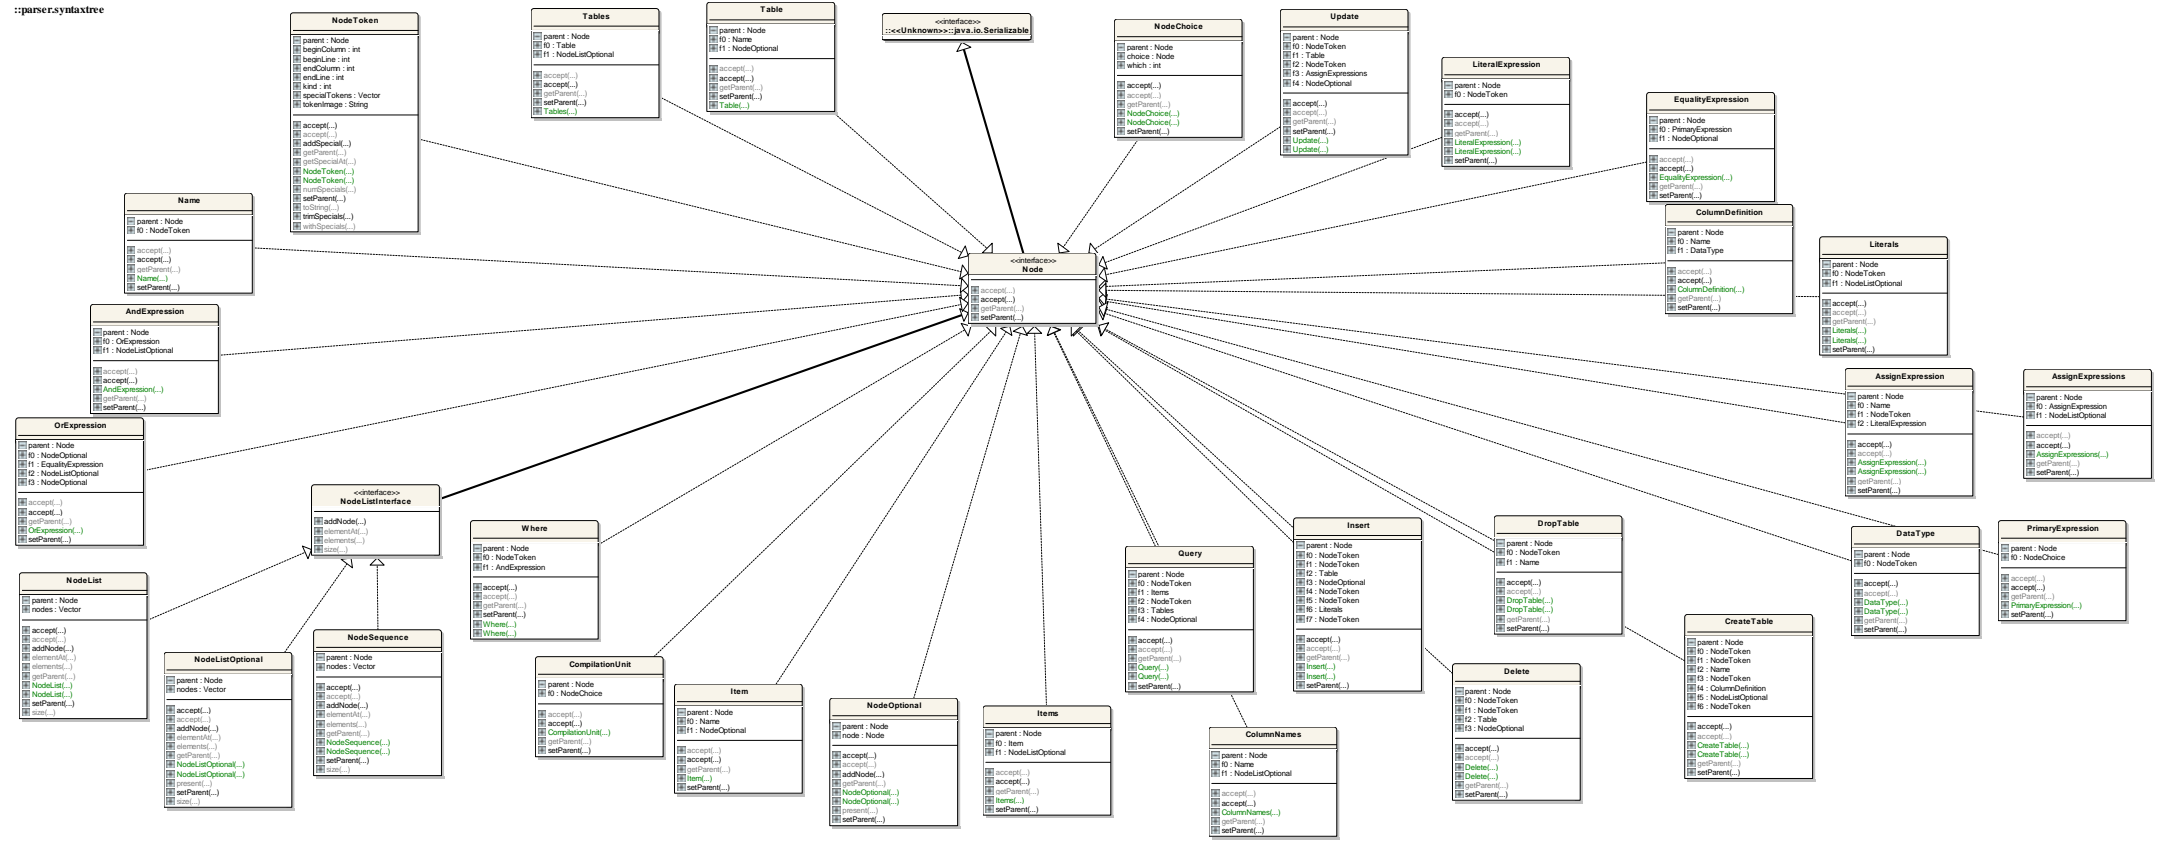 ::parser.syntaxtree
NodeToken
parent : Node
beginColumn : int
beginLine : int
endColumn : int
endLine : int
kind : int
specialTokens : Vector
tokenImage : String
accept(...)
accept(...)
addSpecial(...)
getParent(...)
getSpecialAt(...)
NodeToken(...)
NodeToken(...)
numSpecials(...)
setParent(...)
toString(...)
trimSpecials(...)
withSpecials(...)
Tables
parent : Node
f0 : Table
f1 : NodeListOptional
accept(...)
accept(...)
getParent(...)
setParent(...)
Tables(...)
Table
parent : Node
f0 : Name
f1 : NodeOptional
accept(...)
accept(...)
getParent(...)
setParent(...)
Table(...)
<<interface>>
::<<Unknown>>::java.io.Serializable
NodeChoice
parent : Node
choice : Node
which : int
accept(...)
accept(...)
getParent(...)
NodeChoice(...)
NodeChoice(...)
setParent(...)
Update
parent : Node
f0 : NodeToken
f1 : Table
f2 : NodeToken
f3 : AssignExpressions
f4 : NodeOptional
accept(...)
accept(...)
getParent(...)
setParent(...)
Update(...)
Update(...)
LiteralExpression
parent : Node
f0 : NodeToken
accept(...)
accept(...)
getParent(...)
LiteralExpression(...)
LiteralExpression(...)
setParent(...)
EqualityExpression
parent : Node
f0 : PrimaryExpression
f1 : NodeOptional
accept(...)
accept(...)
EqualityExpression(...)
getParent(...)
setParent(...)
Name
parent : Node
f0 : NodeToken
accept(...)
accept(...)
getParent(...)
Name(...)
setParent(...)
ColumnDefinition
parent : Node
f0 : Name
f1 : DataType
accept(...)
accept(...)
ColumnDefinition(...)
getParent(...)
setParent(...)
Literals
parent : Node
f0 : NodeToken
f1 : NodeListOptional
accept(...)
accept(...)
getParent(...)
Literals(...)
Literals(...)
setParent(...)
<<interface>>
Node
accept(...)
accept(...)
getParent(...)
setParent(...)
AndExpression
parent : Node
f0 : OrExpression
f1 : NodeListOptional
accept(...)
accept(...)
AndExpression(...)
getParent(...)
setParent(...)
AssignExpression
parent : Node
f0 : Name
f1 : NodeToken
f2 : LiteralExpression
accept(...)
accept(...)
AssignExpression(...)
AssignExpression(...)
getParent(...)
setParent(...)
AssignExpressions
parent : Node
f0 : AssignExpression
f1 : NodeListOptional
accept(...)
accept(...)
AssignExpressions(...)
getParent(...)
setParent(...)
OrExpression
parent : Node
f0 : NodeOptional
f1 : EqualityExpression
f2 : NodeListOptional
f3 : NodeOptional
accept(...)
accept(...)
getParent(...)
OrExpression(...)
setParent(...)
<<interface>>
NodeListInterface
addNode(...)
elementAt(...)
elements(...)
size(...)
Where
parent : Node
f0 : NodeToken
f1 : AndExpression
accept(...)
accept(...)
getParent(...)
setParent(...)
Where(...)
Where(...)
Query
parent : Node
f0 : NodeToken
f1 : Items
f2 : NodeToken
f3 : Tables
f4 : NodeOptional
accept(...)
accept(...)
getParent(...)
Query(...)
Query(...)
setParent(...)
Insert
parent : Node
f0 : NodeToken
f1 : NodeToken
f2 : Table
f3 : NodeOptional
f4 : NodeToken
f5 : NodeToken
f6 : Literals
f7 : NodeToken
accept(...)
accept(...)
getParent(...)
Insert(...)
Insert(...)
setParent(...)
DropTable
parent : Node
f0 : NodeToken
f1 : Name
accept(...)
accept(...)
DropTable(...)
DropTable(...)
getParent(...)
setParent(...)
DataType
parent : Node
f0 : NodeToken
accept(...)
accept(...)
DataType(...)
DataType(...)
getParent(...)
setParent(...)
PrimaryExpression
parent : Node
f0 : NodeChoice
accept(...)
accept(...)
getParent(...)
PrimaryExpression(...)
setParent(...)
NodeList
parent : Node
nodes : Vector
accept(...)
accept(...)
addNode(...)
elementAt(...)
elements(...)
getParent(...)
NodeList(...)
NodeList(...)
setParent(...)
size(...)
NodeListOptional
parent : Node
nodes : Vector
accept(...)
accept(...)
addNode(...)
elementAt(...)
elements(...)
getParent(...)
NodeListOptional(...)
NodeListOptional(...)
present(...)
setParent(...)
size(...)
NodeSequence
parent : Node
nodes : Vector
accept(...)
accept(...)
addNode(...)
elementAt(...)
elements(...)
getParent(...)
NodeSequence(...)
NodeSequence(...)
setParent(...)
size(...)
CompilationUnit
parent : Node
f0 : NodeChoice
accept(...)
accept(...)
CompilationUnit(...)
getParent(...)
setParent(...)
Item
parent : Node
f0 : Name
f1 : NodeOptional
accept(...)
accept(...)
getParent(...)
Item(...)
setParent(...)
NodeOptional
parent : Node
node : Node
accept(...)
accept(...)
addNode(...)
getParent(...)
NodeOptional(...)
NodeOptional(...)
present(...)
setParent(...)
Items
parent : Node
f0 : Item
f1 : NodeListOptional
accept(...)
accept(...)
getParent(...)
Items(...)
setParent(...)
ColumnNames
parent : Node
f0 : Name
f1 : NodeListOptional
accept(...)
accept(...)
ColumnNames(...)
getParent(...)
setParent(...)
Delete
parent : Node
f0 : NodeToken
f1 : NodeToken
f2 : Table
f3 : NodeOptional
accept(...)
accept(...)
Delete(...)
Delete(...)
getParent(...)
setParent(...)
CreateTable
parent : Node
f0 : NodeToken
f1 : NodeToken
f2 : Name
f3 : NodeToken
f4 : ColumnDefinition
f5 : NodeListOptional
f6 : NodeToken
accept(...)
accept(...)
CreateTable(...)
CreateTable(...)
getParent(...)
setParent(...)